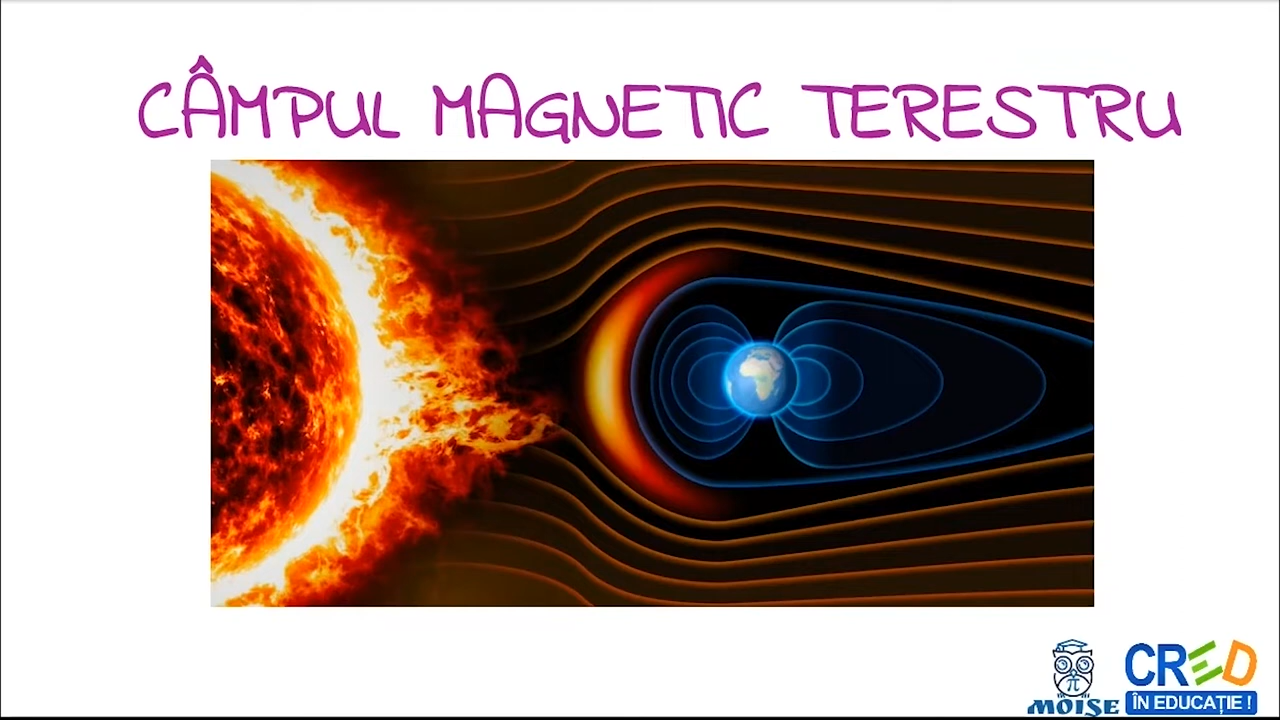 CÂMPUL MAGNETIC TERESTRU
π
MOISE
CRED
ÎN EDUCAȚIE !